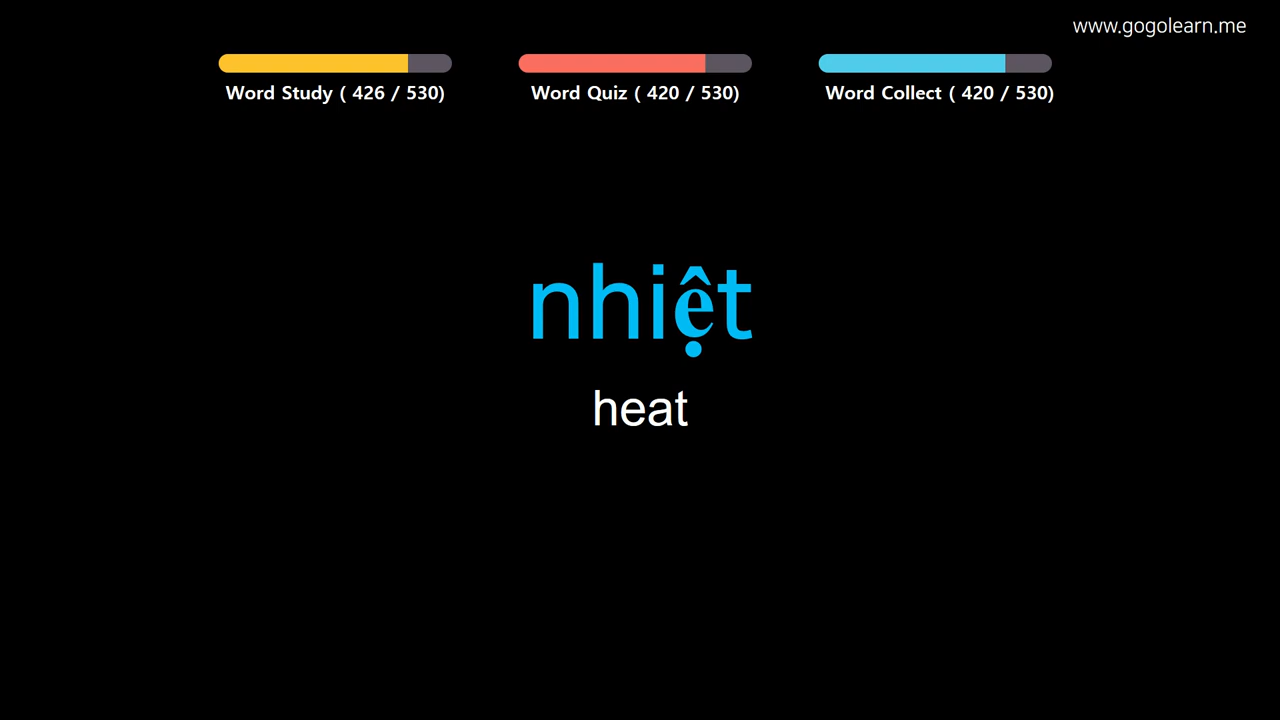 www.gogolearn.me
Word Study ( 426 / 530)
Word Quiz ( 420 / 530)
Word Collect ( 420 / 530)
nhiệt
heat